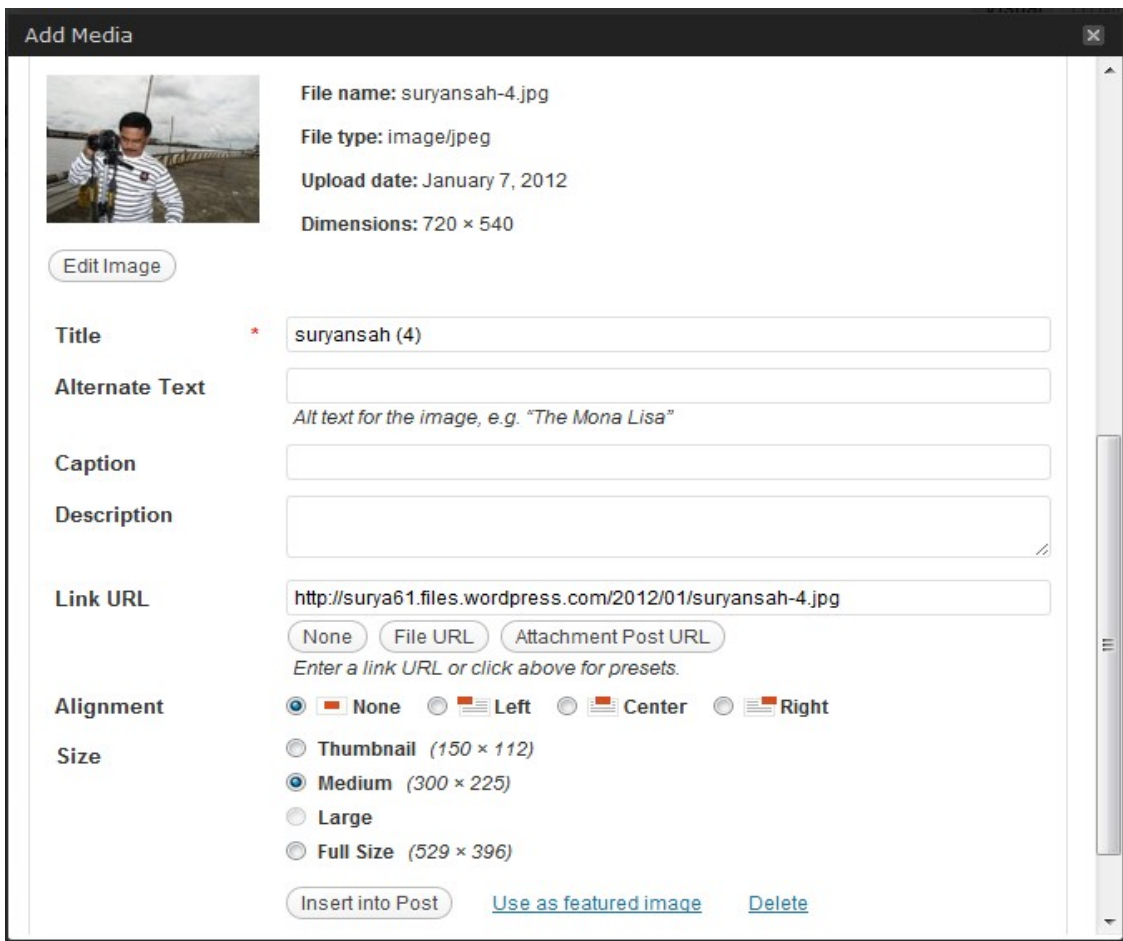 Add Media
File name: suryansah-4.jpg
File type: image/jpeg
Upload date: January 7, 2012
Dimensions: 720 × 540
Edit Image
Title * suryansah (4)
Alternate Text
Alt text for the image, e.g. “The Mona Lisa”
Caption
Description
Link URL http://surya61.files.wordpress.com/2012/01/suryansah-4.jpg
None File URL Attachment Post URL
Enter a link URL or click above for presets.
Alignment None Left Center Right
Size Thumbnail (150 × 112)
Medium (300 × 225)
Large
Full Size (529 × 396)
Insert into Post Use as featured image Delete